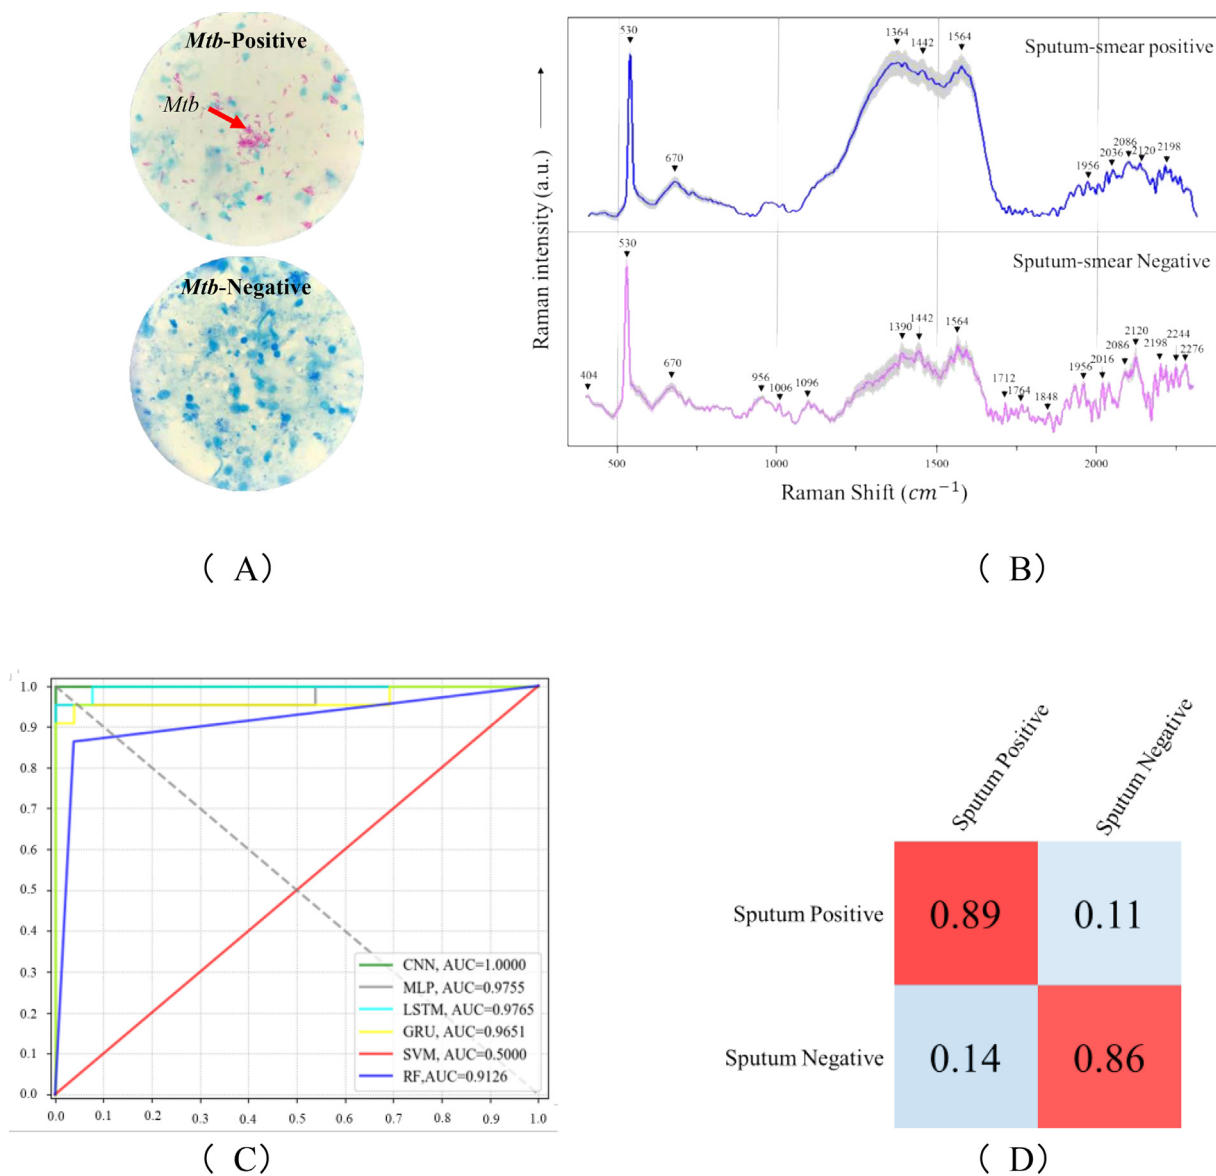 Mtb-Positive
Mtb
Mtb-Negative
( A)
Raman intensity (a.u.)
530
1364
1442
1564
Sputum-smear positive
670
1956
2036
2086
2120
2198
530
Sputum-smear Negative
404
670
956
1006
1096
1390
1442
1564
1712
1764
1848
1956
2016
2086
2120
2198
2244
2276
500
1000
1500
2000
Raman Shift (cm⁻¹)
( B)
1.0
0.9
0.8
0.7
0.6
0.5
0.4
0.3
0.2
0.1
0.0
CNN, AUC=1.0000
MLP, AUC=0.9755
LSTM, AUC=0.9765
GRU, AUC=0.9651
SVM, AUC=0.5000
RF,AUC=0.9126
0.0 0.1 0.2 0.3 0.4 0.5 0.6 0.7 0.8 0.9 1.0
( C)
Sputum Positive
Sputum Negative
Sputum Positive 0.89 0.11
Sputum Negative 0.14 0.86
( D)